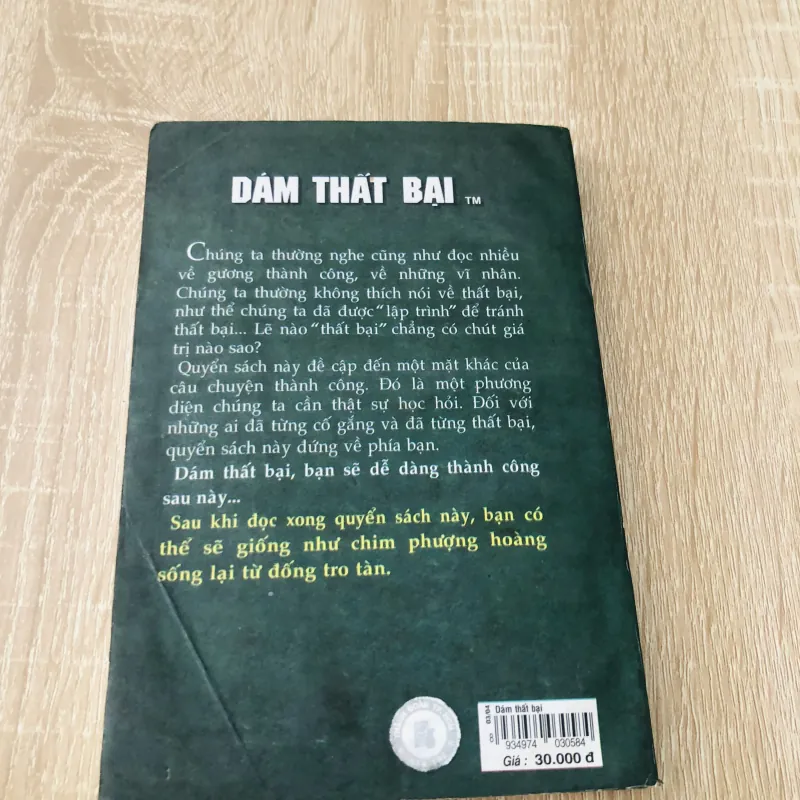 DÁM THẤT BẠI TM
Chúng ta thường nghe cũng như đọc nhiều
về gương thành công, về những vĩ nhân.
Chúng ta thường không thích nói về thất bại,
như thể chúng ta đã được "lập trình" để tránh
thất bại... Lẽ nào "thất bại" chẳng có chút giá
trị nào sao?
Quyển sách này đề cập đến một mặt khác của
câu chuyện thành công. Đó là một phương
diện chúng ta cần thật sự học hỏi. Đối với
những ai đã từng cố gắng và đã từng thất bại,
quyển sách này đứng về phía bạn.
Dám thất bại, bạn sẽ dễ dàng thành công
sau này...
Sau khi đọc xong quyển sách này, bạn có
thể sẽ giống như chim phượng hoàng
sống lại từ đống tro tàn.
Dám thất bại
03/04
8
934974
030584
Giá : 30.000 đ